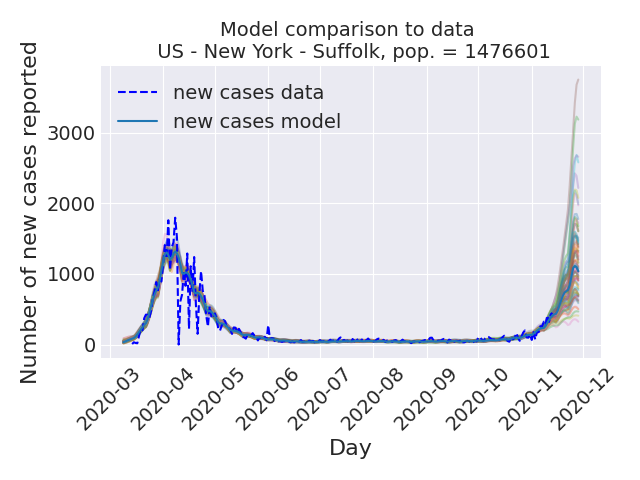 Model comparison to data
US - New York - Suffolk, pop. = 1476601
Number of new cases reported
new cases data
new cases model
3000
2000
1000
0
2020-03
2020-04
2020-05
2020-06
2020-07
2020-08
2020-09
2020-10
2020-11
2020-12
Day